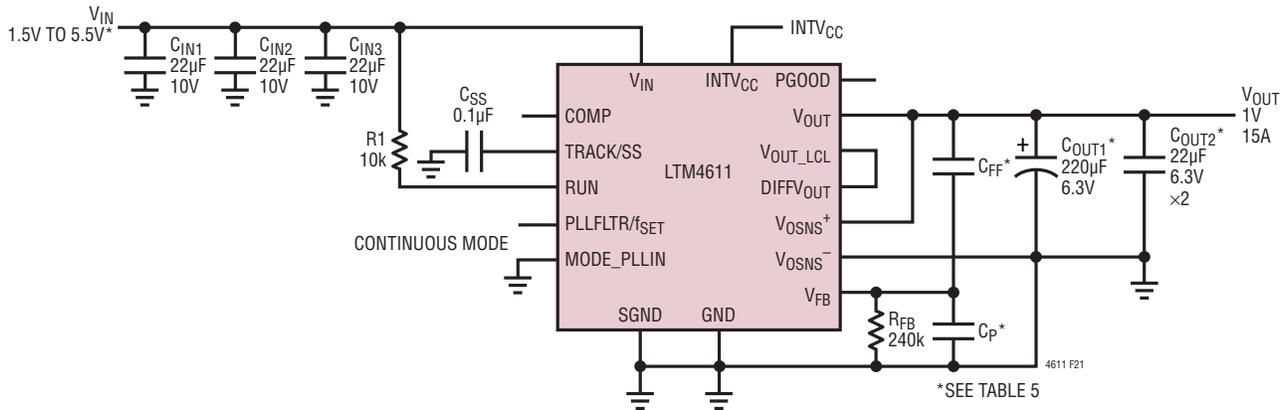 VIN
1.5V TO 5.5V*
CIN1
22µF
10V
CIN2
22µF
10V
CIN3
22µF
10V
R1
10k
CSS
0.1µF
CONTINUOUS MODE
INTVCC
VIN
INTVCC
PGOOD
COMP
VOUT
TRACK/SS
VOUT_LCL
LTM4611
RUN
DIFFVOUT
PLLFLTR/fSET
VOSNS+
MODE_PLLIN
VOSNS–
VFB
SGND
GND
RFB
240k
CFF*
CP*
+
COUT1*
220µF
6.3V
COUT2*
22µF
6.3V
×2
VOUT
1V
15A
4611 F21
*SEE TABLE 5